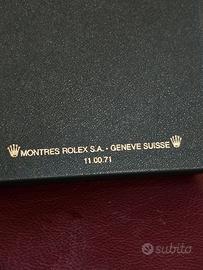 MONTRES ROLEX S.A. - GENEVE SUISSE
11.00.71
subito